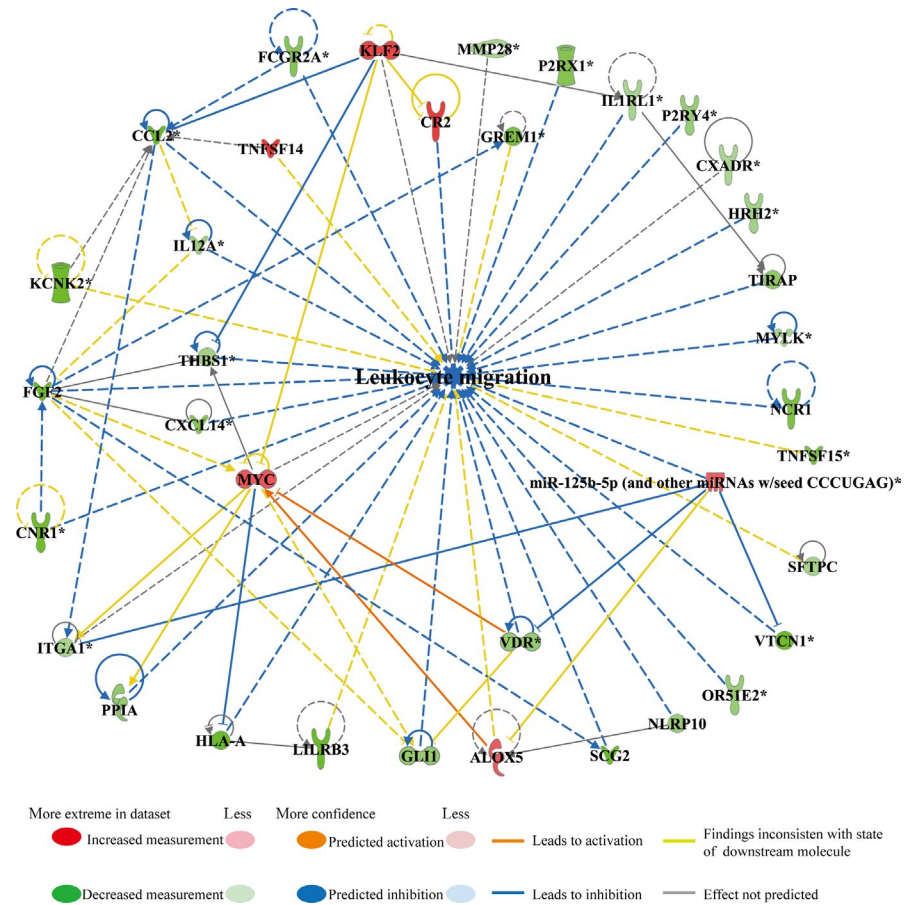 FCGR2A*
KLF2
MMP28*
P2RX1*
IL1RL1*
P2RY4*
CR2
CCL2*
TNFSF14
GREM1*
CXADR*
HRH2*
IL12A*
KCNK2*
TIRAP
MYLK*
THBS1*
Leukocyte migration
FGF2
NCR1
CXCL14*
TNFSF15*
MYC
miR-125b-5p (and other miRNAs w/seed CCCUGAG)*
CNR1*
SFTPC
ITGA1*
VDR*
VTCN1*
OR51E2*
PPIA
NLRP10
HLA-A
LILRB3
GLI1
ALOX5
SCG2
More extreme in dataset Less More confidence Less
Increased measurement Predicted activation Leads to activation Findings inconsisten with state
of downstream molecule
Decreased measurement Predicted inhibition Leads to inhibition Effect not predicted